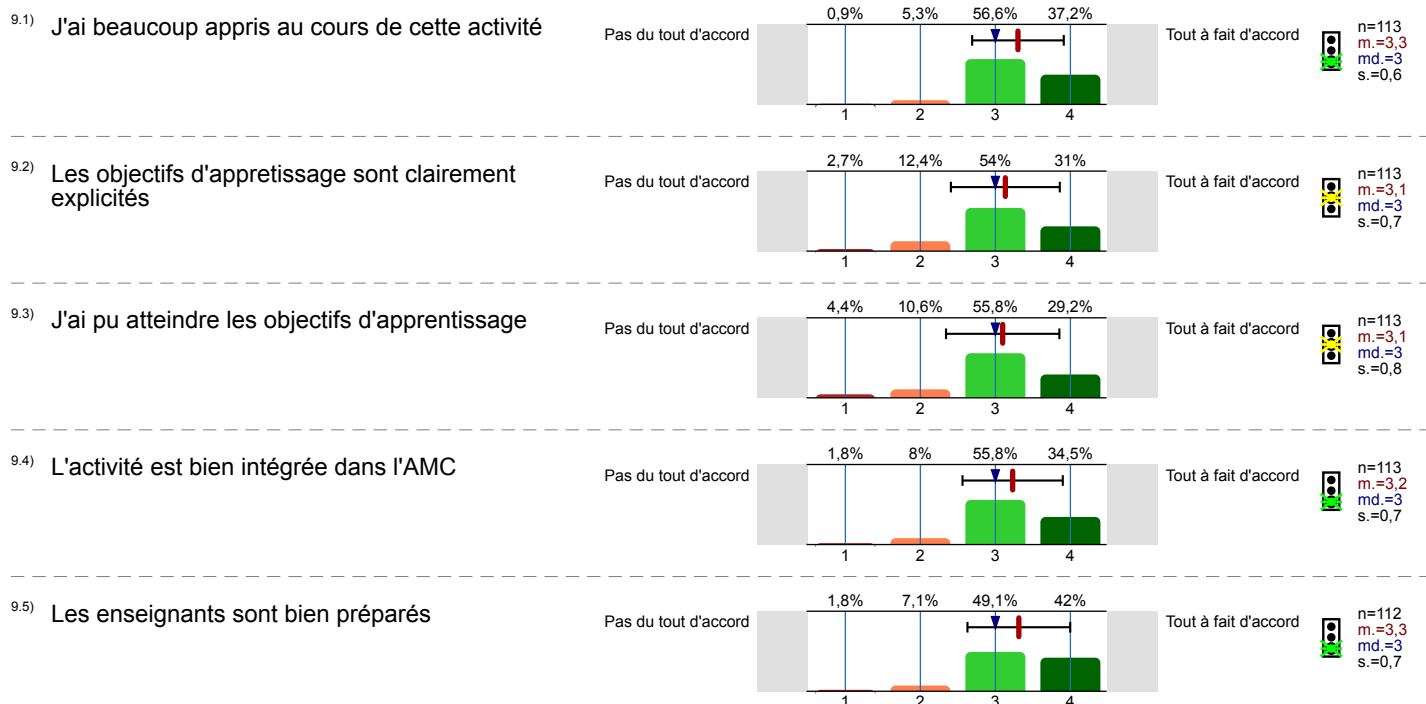 9.1) J'ai beaucoup appris au cours de cette activité
Pas du tout d'accord
0,9% 5,3% 56,6% 37,2%
1 2 3 4
Tout à fait d'accord
n=113
m.=3,3
md.=3
s.=0,6
9.2) Les objectifs d'appretissage sont clairement
explicités
Pas du tout d'accord
2,7% 12,4% 54% 31%
1 2 3 4
Tout à fait d'accord
n=113
m.=3,1
md.=3
s.=0,7
9.3) J'ai pu atteindre les objectifs d'apprentissage
Pas du tout d'accord
4,4% 10,6% 55,8% 29,2%
1 2 3 4
Tout à fait d'accord
n=113
m.=3,1
md.=3
s.=0,8
9.4) L'activité est bien intégrée dans l'AMC
Pas du tout d'accord
1,8% 8% 55,8% 34,5%
1 2 3 4
Tout à fait d'accord
n=113
m.=3,2
md.=3
s.=0,7
9.5) Les enseignants sont bien préparés
Pas du tout d'accord
1,8% 7,1% 49,1% 42%
1 2 3 4
Tout à fait d'accord
n=112
m.=3,3
md.=3
s.=0,7